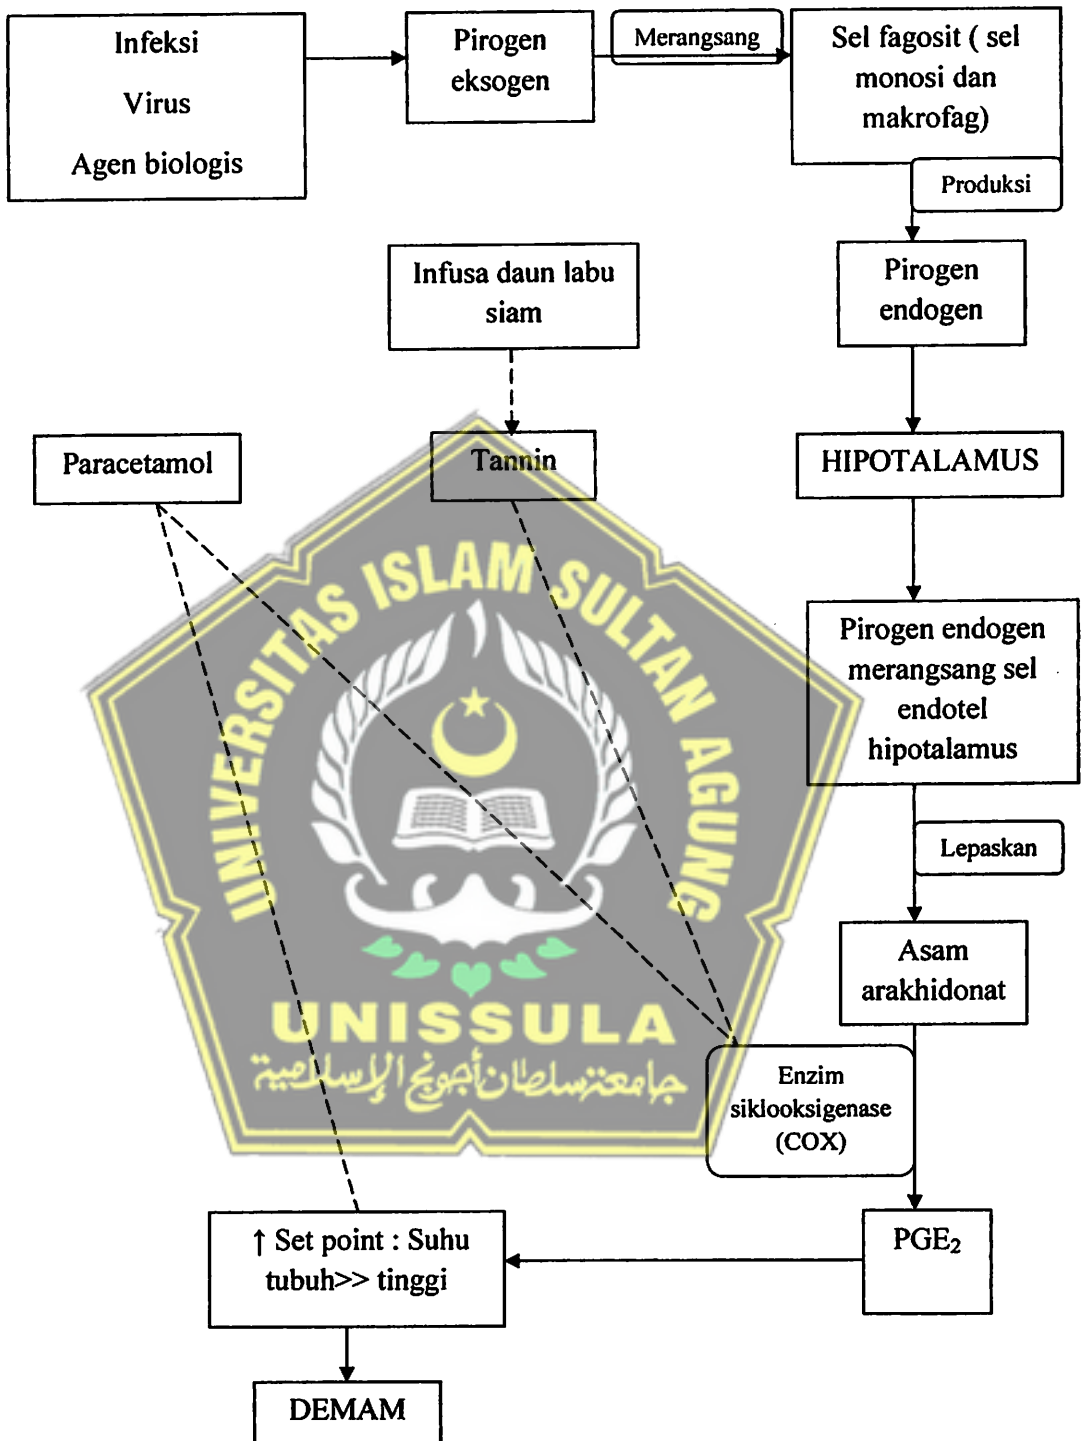 Infeksi
Virus
Agen biologis
Pirogen
eksogen
Merangsang
Sel fagosit ( sel
monosi dan
makrofag)
Produksi
Infusa daun labu
siam
Pirogen
endogen
Paracetamol
Tannin
HIPOTALAMUS
UNIVERSITAS ISLAM SULTAN AGUNG
Pirogen endogen
merangsang sel
endotel
hipotalamus
Lepaskan
Asam
arakhidonat
UNISSULA
جامعتسلطان أجونج الإسلامية
Enzim
siklooksigenase
(COX)
↑ Set point : Suhu
tubuh>> tinggi
PGE₂
DEMAM